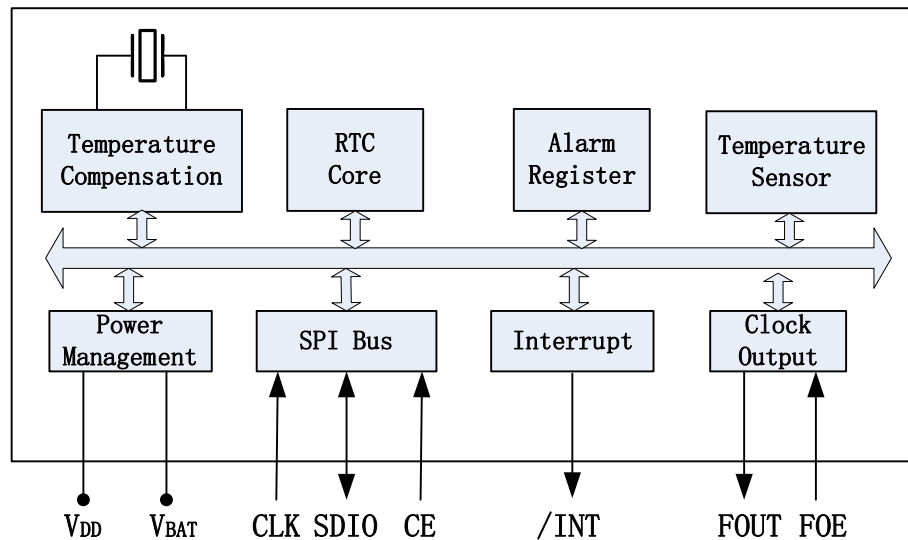 Temperature
Compensation
RTC
Core
Alarm
Register
Temperature
Sensor
Power
Management
SPI Bus
Interrupt
Clock
Output
VDD
VBAT
CLK
SDIO
CE
/INT
FOUT
FOE